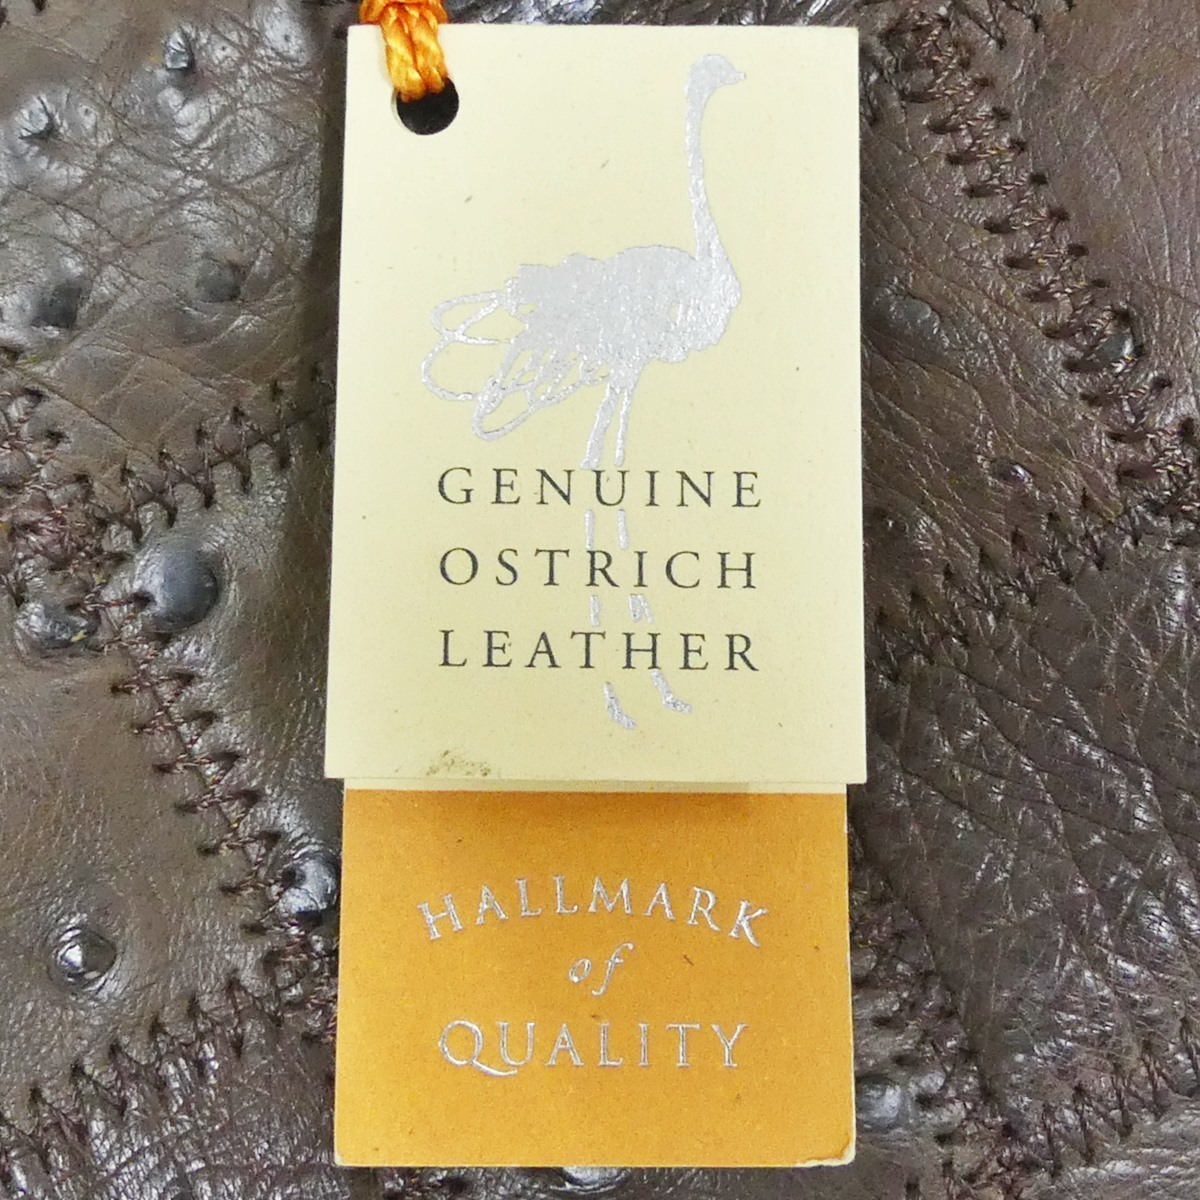 GENUINE
OSTRICH
LEATHER
HALLMARK
of
QUALITY